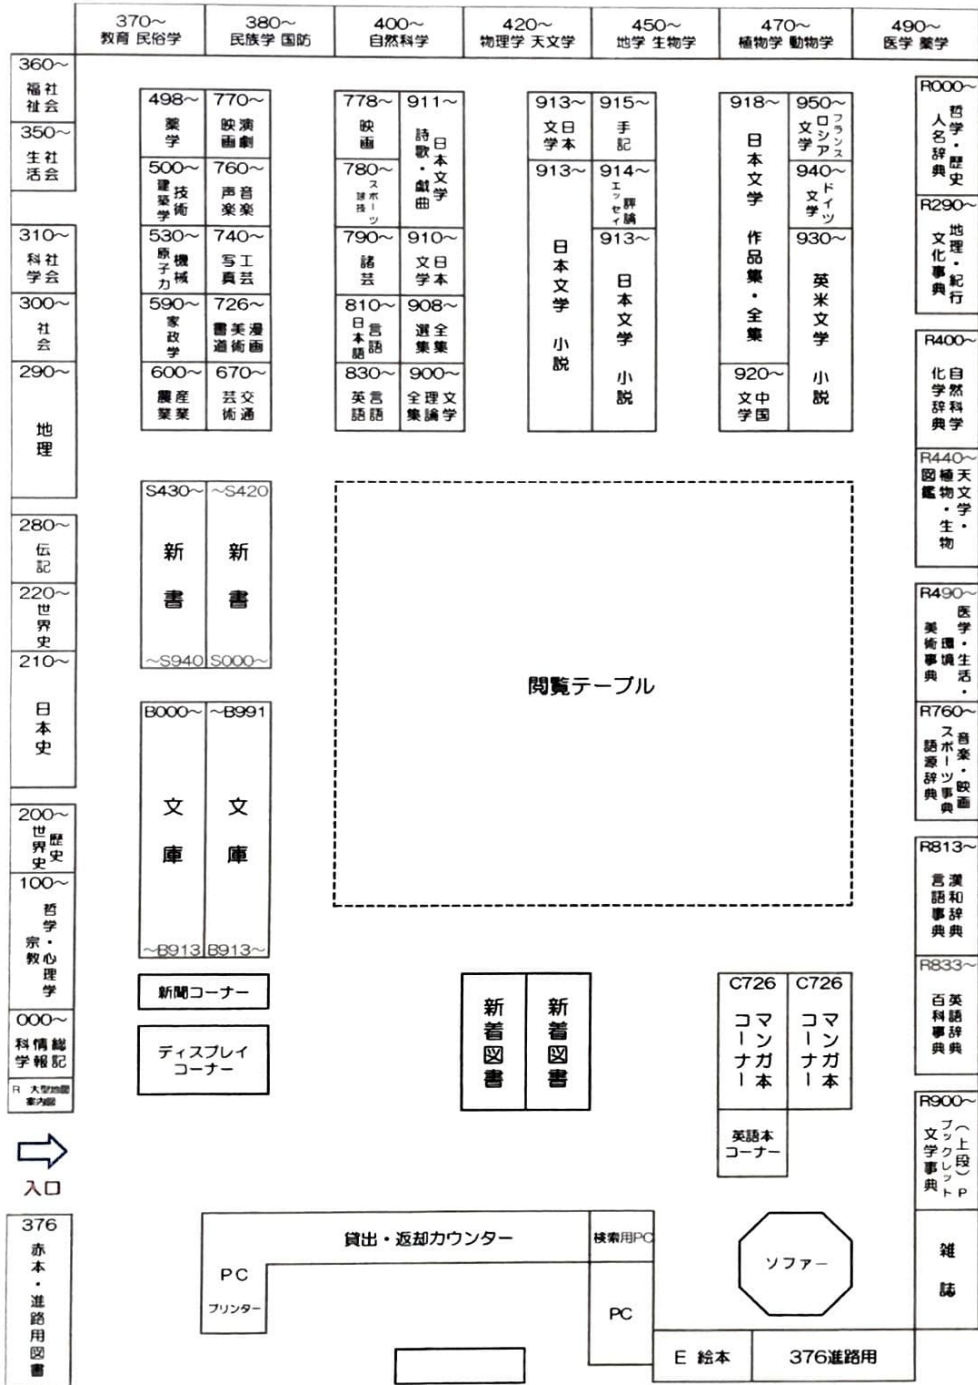 370～
教育 民俗学
380～
民族学 国防
400～
自然科学
420～
物理学 天文学
450～
地学 生物学
470～
植物学 動物学
490～
医学 薬学
360～
社会福祉
350～
社会生活
310～
社会科学
300～
社会
290～
地理
280～
伝記
220～
世界史
210～
日本史
200～
歴史
世界史
100～
哲学・心理学
宗教
000～
総記
情報科学
R 大型地図
案内図
入口
376
赤本・進路用図書
498～
薬学
770～
演劇
映画
500～
技術
建築学
760～
音楽
声楽
530～
機械
原子力
740～
工芸
写真
590～
家政学
726～
漫画
美術
書道
600～
産業
農業
670～
交通
芸術
778～
映画
911～
日本文学
詩歌・戯曲
780～
スポーツ
球技
790～
諸芸
910～
日本文学
810～
言語
日本語
908～
全集
選集
830～
言語
英語
900～
文学
理論
全集
913～
日本文学
915～
手記
913～
日本文学 小説
914～
評論
エッセイ
913～
日本文学 小説
918～
日本文学 作品集・全集
950～
フランス
ロシア
文学
940～
ドイツ
文学
930～
英米文学 小説
920～
中国文学
R000～
哲学・歴史
人名辞典
R290～
地理・紀行
文化事典
R400～
自然科学
化学辞典
R440～
天文学・
植物・生物
図鑑
R490～
医学・生活・
環境
美術事典
R760～
音楽・映画
スポーツ事典
語源辞典
R813～
漢和辞典
言語事典
R833～
英語辞典
百科事典
R900～
（上段）P
ブックレット
文学事典
雑誌
S430～
新書
～S940
～S420
新書
S000～
B000～
文庫
～B913
～B991
文庫
B913～
閲覧テーブル
新聞コーナー
ディスプレイ
コーナー
新着図書
新着図書
C726
マンガ本
コーナー
C726
マンガ本
コーナー
英語本
コーナー
貸出・返却カウンター
検索用PC
PC
プリンター
PC
ソファー
E 絵本
376進路用